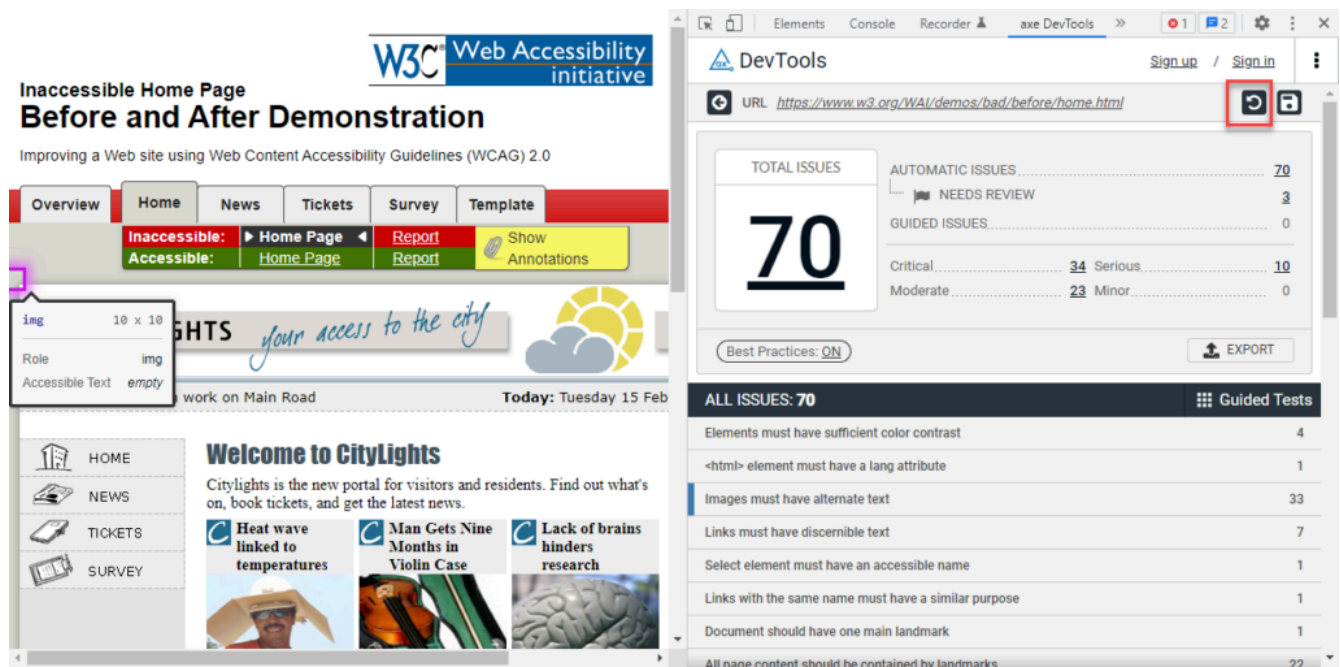 W3C® Web Accessibility
initiative
Inaccessible Home Page
Before and After Demonstration
Improving a Web site using Web Content Accessibility Guidelines (WCAG) 2.0
Overview Home News Tickets Survey Template
Inaccessible: Home Page Report
Accessible: Home Page Report
Show
Annotations
img 10 x 10
Role img
Accessible Text empty
GHTS your access to the city
work on Main Road Today: Tuesday 15 Feb
HOME
NEWS
TICKETS
SURVEY
Welcome to CityLights
Citylights is the new portal for visitors and residents. Find out what's
on, book tickets, and get the latest news.
Heat wave
linked to
temperatures
Man Gets Nine
Months in
Violin Case
Lack of brains
hinders
research
Elements Console Recorder axe DevTools » 1 2
ax DevTools Sign up / Sign in
URL https://www.w3.org/WAI/demos/bad/before/home.html
TOTAL ISSUES
70
AUTOMATIC ISSUES 70
NEEDS REVIEW 3
GUIDED ISSUES 0
Critical 34 Serious 10
Moderate 23 Minor 0
Best Practices: ON
EXPORT
ALL ISSUES: 70 Guided Tests
Elements must have sufficient color contrast 4
<html> element must have a lang attribute 1
Images must have alternate text 33
Links must have discernible text 7
Select element must have an accessible name 1
Links with the same name must have a similar purpose 1
Document should have one main landmark 1
All page content should be contained by landmarks 22